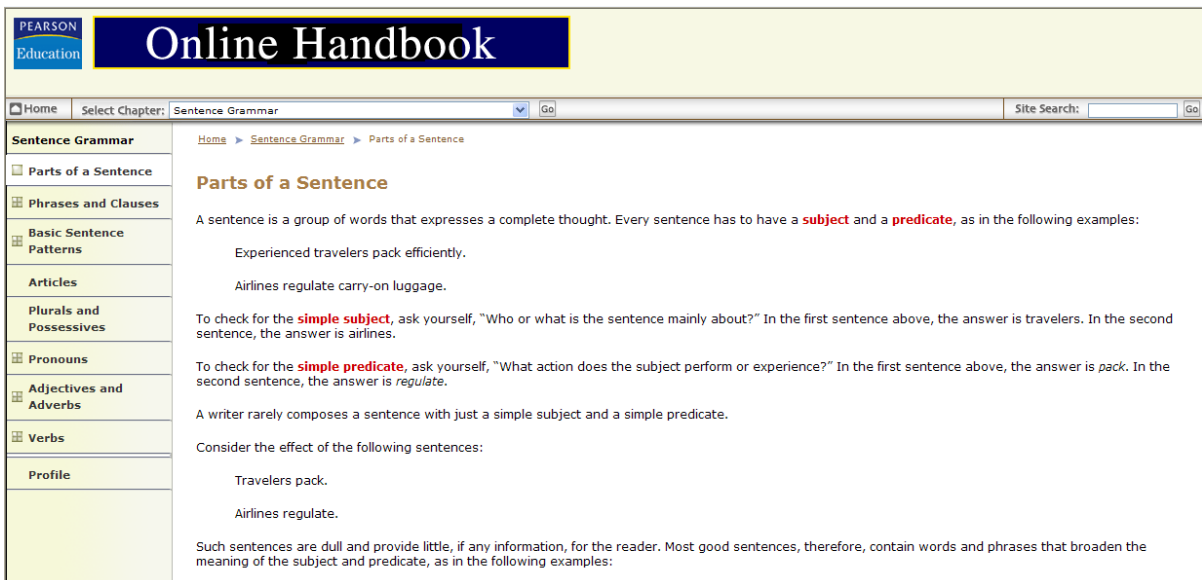 PEARSON
Education
Online Handbook
Home
Select Chapter:
Sentence Grammar
Go
Site Search:
Go
Sentence Grammar
Parts of a Sentence
Phrases and Clauses
Basic Sentence
Patterns
Articles
Plurals and
Possessives
Pronouns
Adjectives and
Adverbs
Verbs
Profile
Home ► Sentence Grammar ► Parts of a Sentence
Parts of a Sentence
A sentence is a group of words that expresses a complete thought. Every sentence has to have a subject and a predicate, as in the following examples:
Experienced travelers pack efficiently.
Airlines regulate carry-on luggage.
To check for the simple subject, ask yourself, “Who or what is the sentence mainly about?” In the first sentence above, the answer is travelers. In the second
sentence, the answer is airlines.
To check for the simple predicate, ask yourself, “What action does the subject perform or experience?” In the first sentence above, the answer is pack. In the
second sentence, the answer is regulate.
A writer rarely composes a sentence with just a simple subject and a simple predicate.
Consider the effect of the following sentences:
Travelers pack.
Airlines regulate.
Such sentences are dull and provide little, if any information, for the reader. Most good sentences, therefore, contain words and phrases that broaden the
meaning of the subject and predicate, as in the following examples: